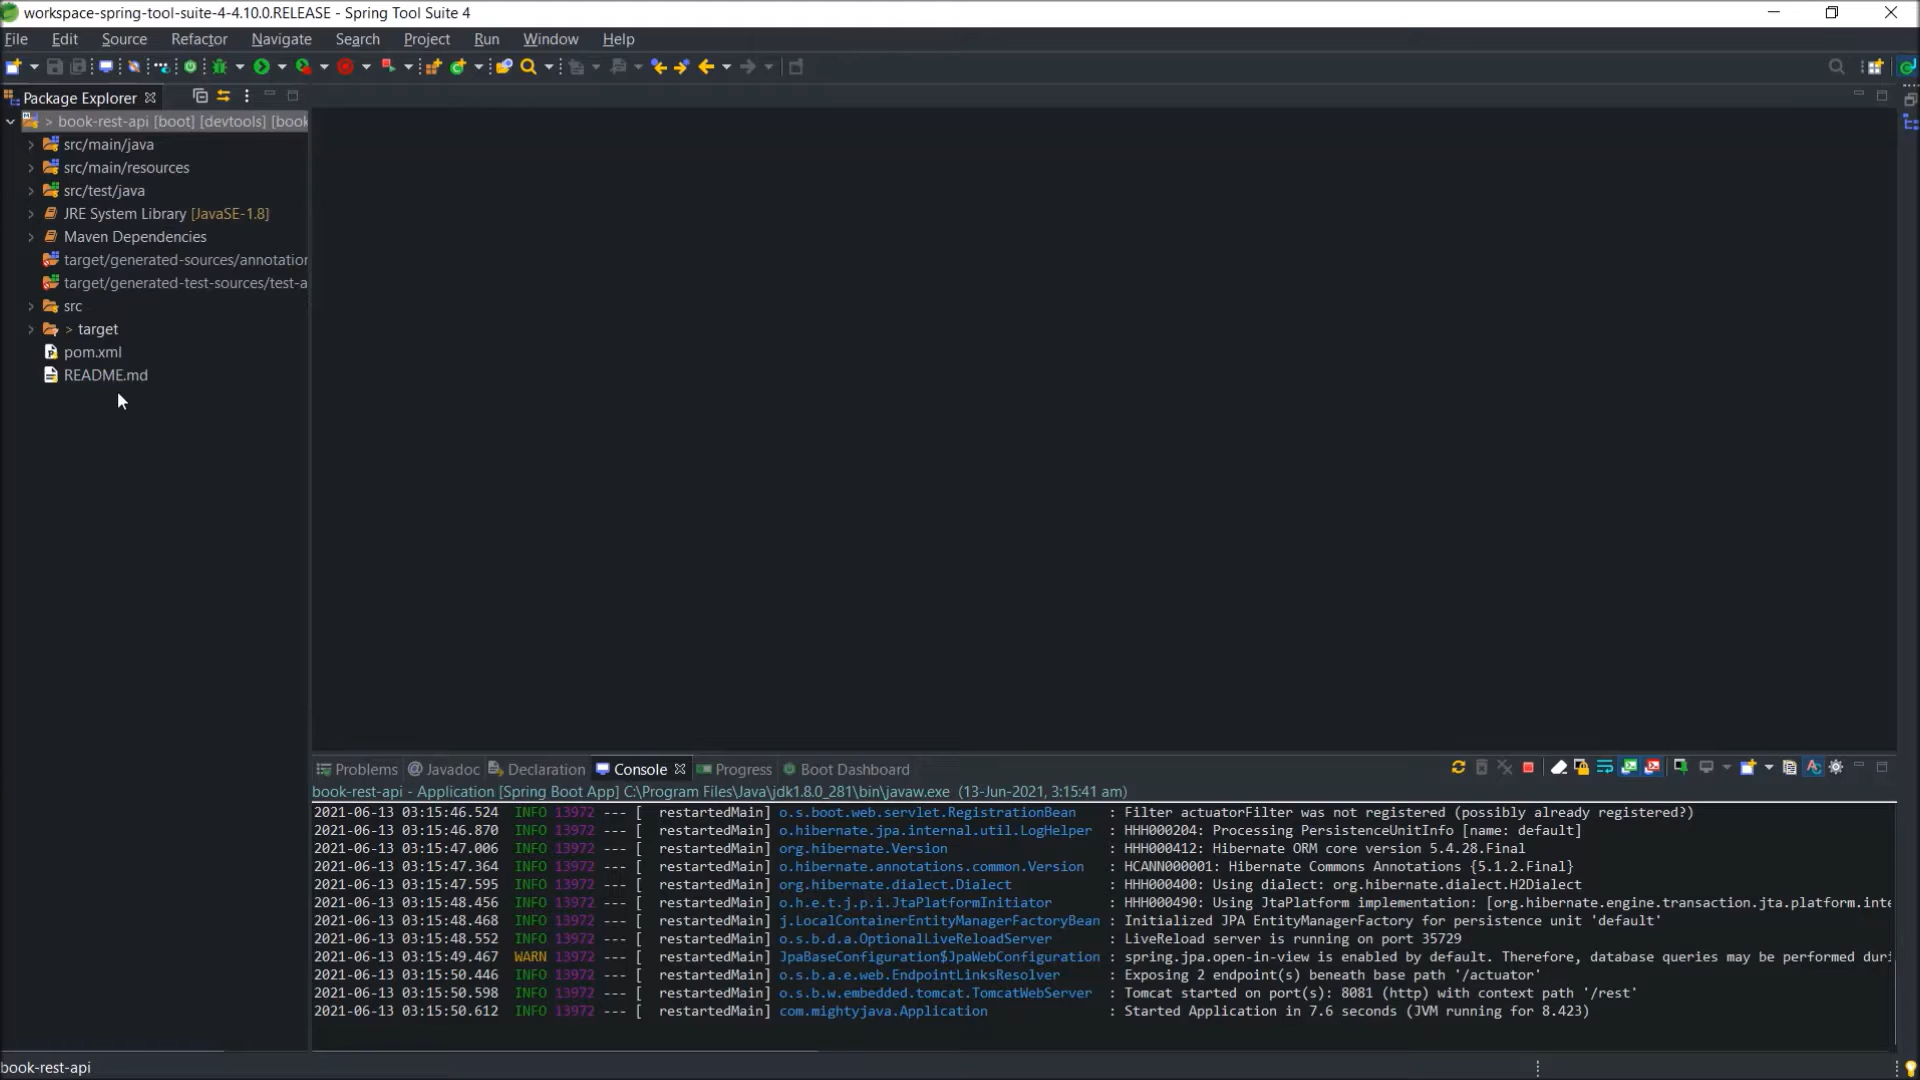 workspace-spring-tool-suite-4-4.10.0.RELEASE - Spring Tool Suite 4
File Edit Source Refactor Navigate Search Project Run Window Help
Package Explorer
> book-rest-api [boot] [devtools] [book
src/main/java
src/main/resources
src/test/java
JRE System Library [JavaSE-1.8]
Maven Dependencies
target/generated-sources/annotation
target/generated-test-sources/test-a
src
> target
pom.xml
README.md
Problems @ Javadoc Declaration Console Progress Boot Dashboard
book-rest-api - Application [Spring Boot App] C:\Program Files\Java\jdk1.8.0_281\bin\javaw.exe (13-Jun-2021, 3:15:41 am)
2021-06-13 03:15:46.524 INFO 13972 --- [ restartedMain] o.s.boot.web.servlet.RegistrationBean : Filter actuatorFilter was not registered (possibly already registered?)
2021-06-13 03:15:46.870 INFO 13972 --- [ restartedMain] o.hibernate.jpa.internal.util.LogHelper : HHH000204: Processing PersistenceUnitInfo [name: default]
2021-06-13 03:15:47.006 INFO 13972 --- [ restartedMain] org.hibernate.Version : HHH000412: Hibernate ORM core version 5.4.28.Final
2021-06-13 03:15:47.364 INFO 13972 --- [ restartedMain] o.hibernate.annotations.common.Version : HCANN000001: Hibernate Commons Annotations {5.1.2.Final}
2021-06-13 03:15:47.595 INFO 13972 --- [ restartedMain] org.hibernate.dialect.Dialect : HHH000400: Using dialect: org.hibernate.dialect.H2Dialect
2021-06-13 03:15:48.456 INFO 13972 --- [ restartedMain] o.h.e.t.j.p.i.JtaPlatformInitiator : HHH000490: Using JtaPlatform implementation: [org.hibernate.engine.transaction.jta.platform.inte
2021-06-13 03:15:48.468 INFO 13972 --- [ restartedMain] j.LocalContainerEntityManagerFactoryBean : Initialized JPA EntityManagerFactory for persistence unit 'default'
2021-06-13 03:15:48.552 INFO 13972 --- [ restartedMain] o.s.b.d.a.OptionalLiveReloadServer : LiveReload server is running on port 35729
2021-06-13 03:15:49.467 WARN 13972 --- [ restartedMain] JpaBaseConfiguration$JpaWebConfiguration : spring.jpa.open-in-view is enabled by default. Therefore, database queries may be performed duri
2021-06-13 03:15:50.446 INFO 13972 --- [ restartedMain] o.s.b.a.e.web.EndpointLinksResolver : Exposing 2 endpoint(s) beneath base path '/actuator'
2021-06-13 03:15:50.598 INFO 13972 --- [ restartedMain] o.s.b.w.embedded.tomcat.TomcatWebServer : Tomcat started on port(s): 8081 (http) with context path '/rest'
2021-06-13 03:15:50.612 INFO 13972 --- [ restartedMain] com.mightyjava.Application : Started Application in 7.6 seconds (JVM running for 8.423)
book-rest-api